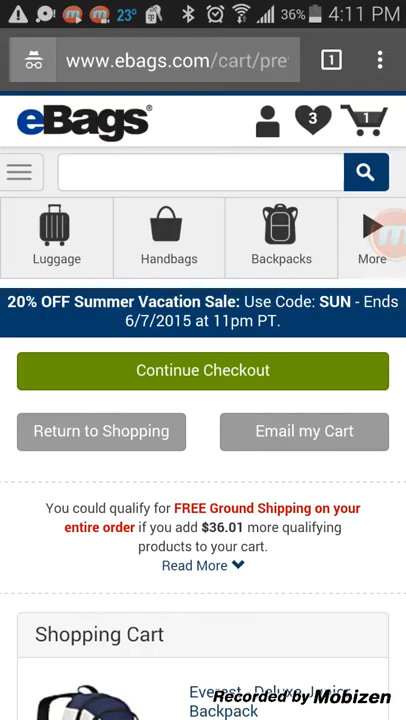 23° 36% 4:11 PM
www.ebags.com/cart/pre
1
eBags®
3
1
Luggage
Handbags
Backpacks
More
20% OFF Summer Vacation Sale: Use Code: SUN - Ends
6/7/2015 at 11pm PT.
Continue Checkout
Return to Shopping
Email my Cart
You could qualify for FREE Ground Shipping on your
entire order if you add $36.01 more qualifying
products to your cart.
Read More
Shopping Cart
Everest - Deluxe Junior
Backpack
Recorded by Mobizen